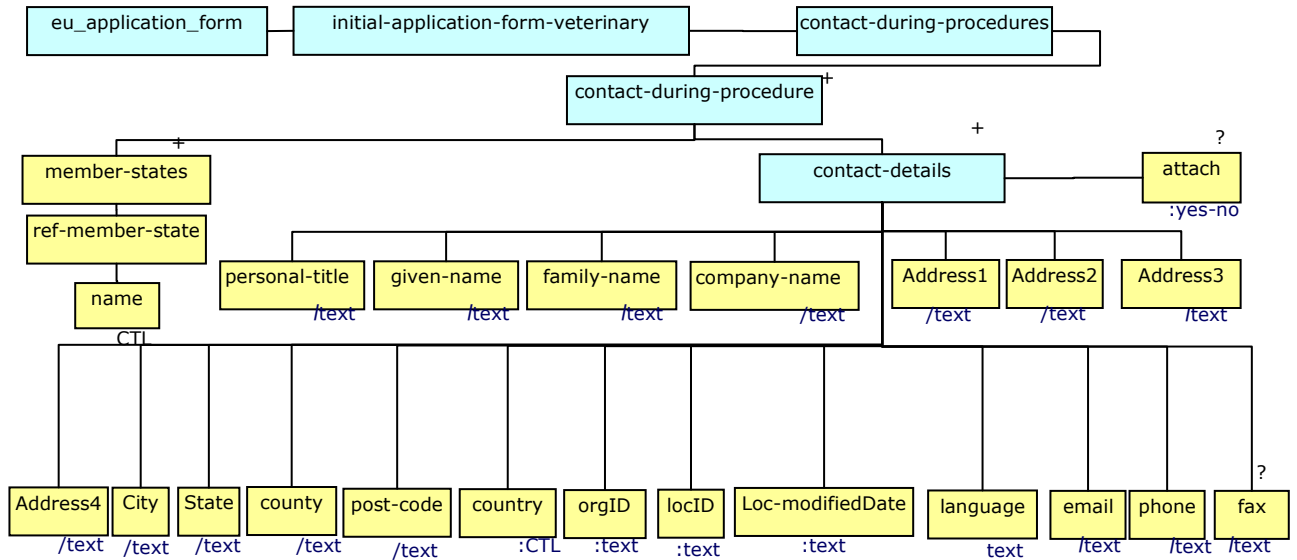 eu_application_form
initial-application-form-veterinary
contact-during-procedures
contact-during-procedure
+
+
+
?
member-states
contact-details
attach
:yes-no
ref-member-state
personal-title
given-name
family-name
company-name
Address1
Address2
Address3
/text
/text
/text
/text
/text
/text
/text
name
CTL
?
Address4
City
State
county
post-code
country
orgID
locID
Loc-modifiedDate
language
email
phone
fax
/text
/text
/text
/text
/text
:CTL
:text
:text
:text
text
/text
/text
/text